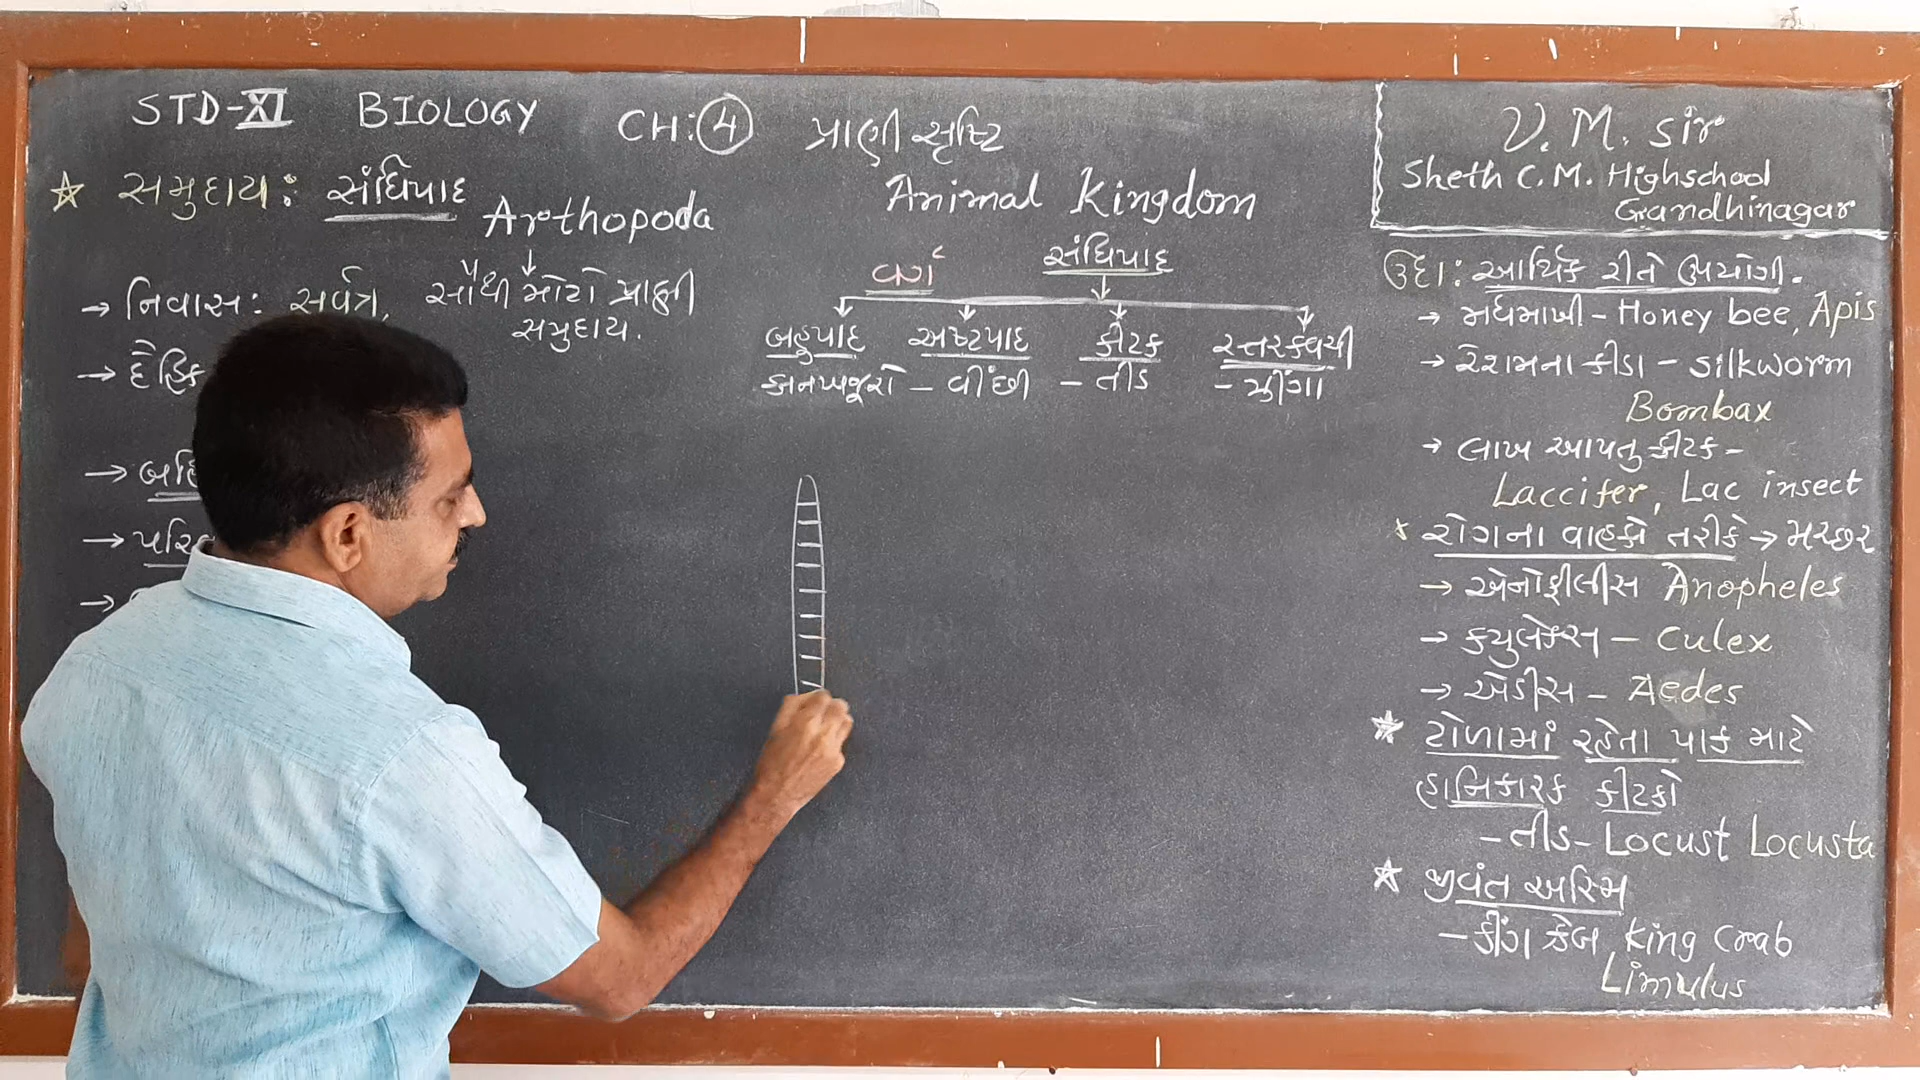 STD-XI BIOLOGY CH: 4 પ્રાણી સૃષ્ટિ
Animal Kingdom
સમુદાય: સંધિપાદ
Arthopoda
→ નિવાસ: સર્વત્ર,
સૌથી મોટો પ્રાણી
સમુદાય.
→ દૈહિક
→
→
→
વર્ગ સંધિપાદ
બહુપાદ અષ્ટપાદ કીટક સ્તરકવચી
કાનખજૂરો - વીંછી - તીડ - ઝીંગા
V. M. sir
Sheth C. M. Highschool
Gandhinagar
ઉદા: આર્થિક રીતે ઉપયોગી.
→ મધમાખી - Honey bee, Apis
→ રેશમના કીડા - silkworm
Bombax
→ લાખ આપતુ કીટક -
Laccifer, Lac insect
રોગના વાહકો તરીકે → મચ્છર
→ એનોફીલીસ Anopheles
→ ક્યુલેક્સ - Culex
→ એડીસ - Aedes
ટોળામાં રહેતા પાક માટે
હાનિકારક કીટકો
- તીડ - Locust Locusta
જીવંત અશ્મિ
- કીંગ ક્રેબ, King Crab
Limulus